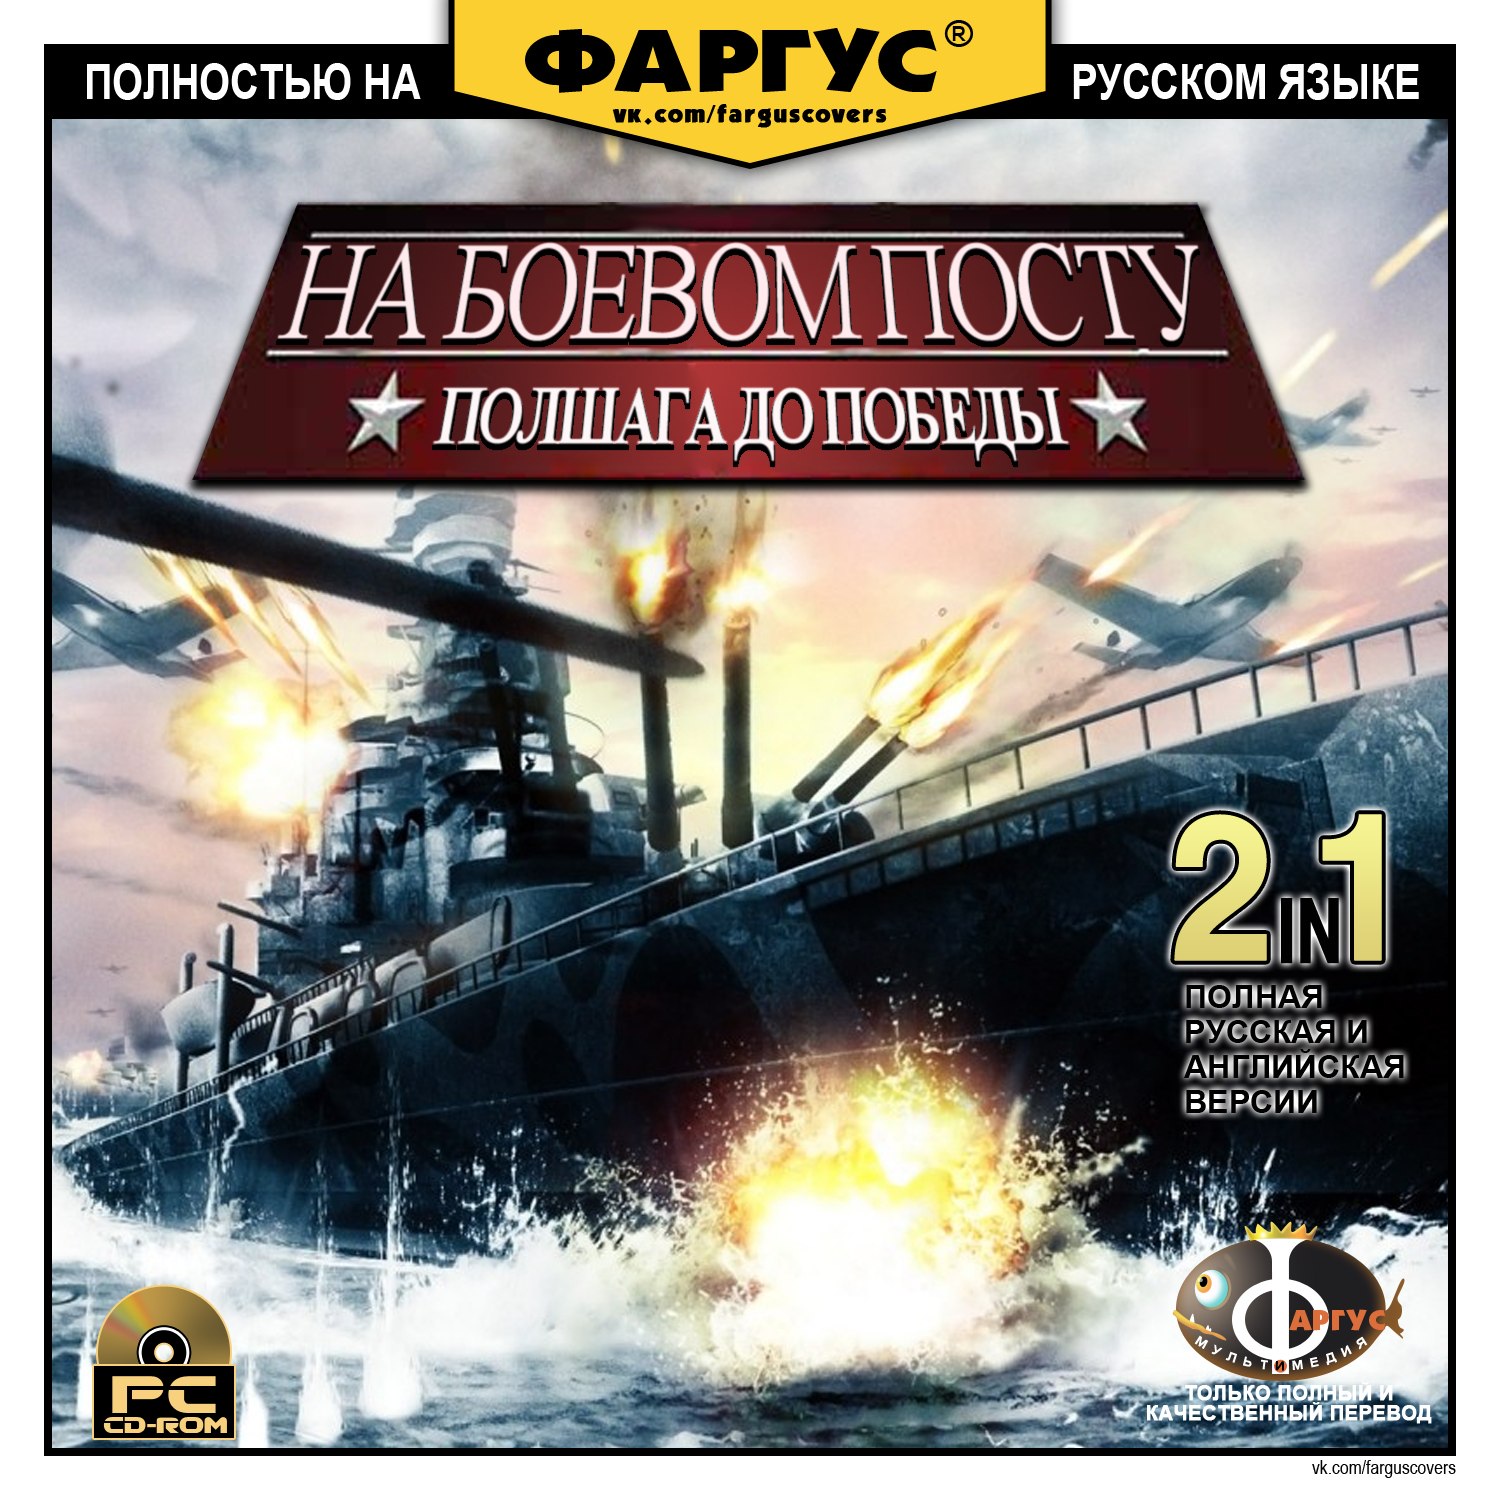 ПОЛНОСТЬЮ НА
ФАРГУС®
vk.com/farguscovers
РУССКОМ ЯЗЫКЕ
НА БОЕВОМ ПОСТУ
ПОЛШАГА ДО ПОБЕДЫ
2IN1
ПОЛНАЯ
РУССКАЯ И
АНГЛИЙСКАЯ
ВЕРСИИ
ФАРГУС
МУЛЬТИМЕДИЯ
ТОЛЬКО ПОЛНЫЙ И
КАЧЕСТВЕННЫЙ ПЕРЕВОД
PC
CD-ROM
vk.com/farguscovers